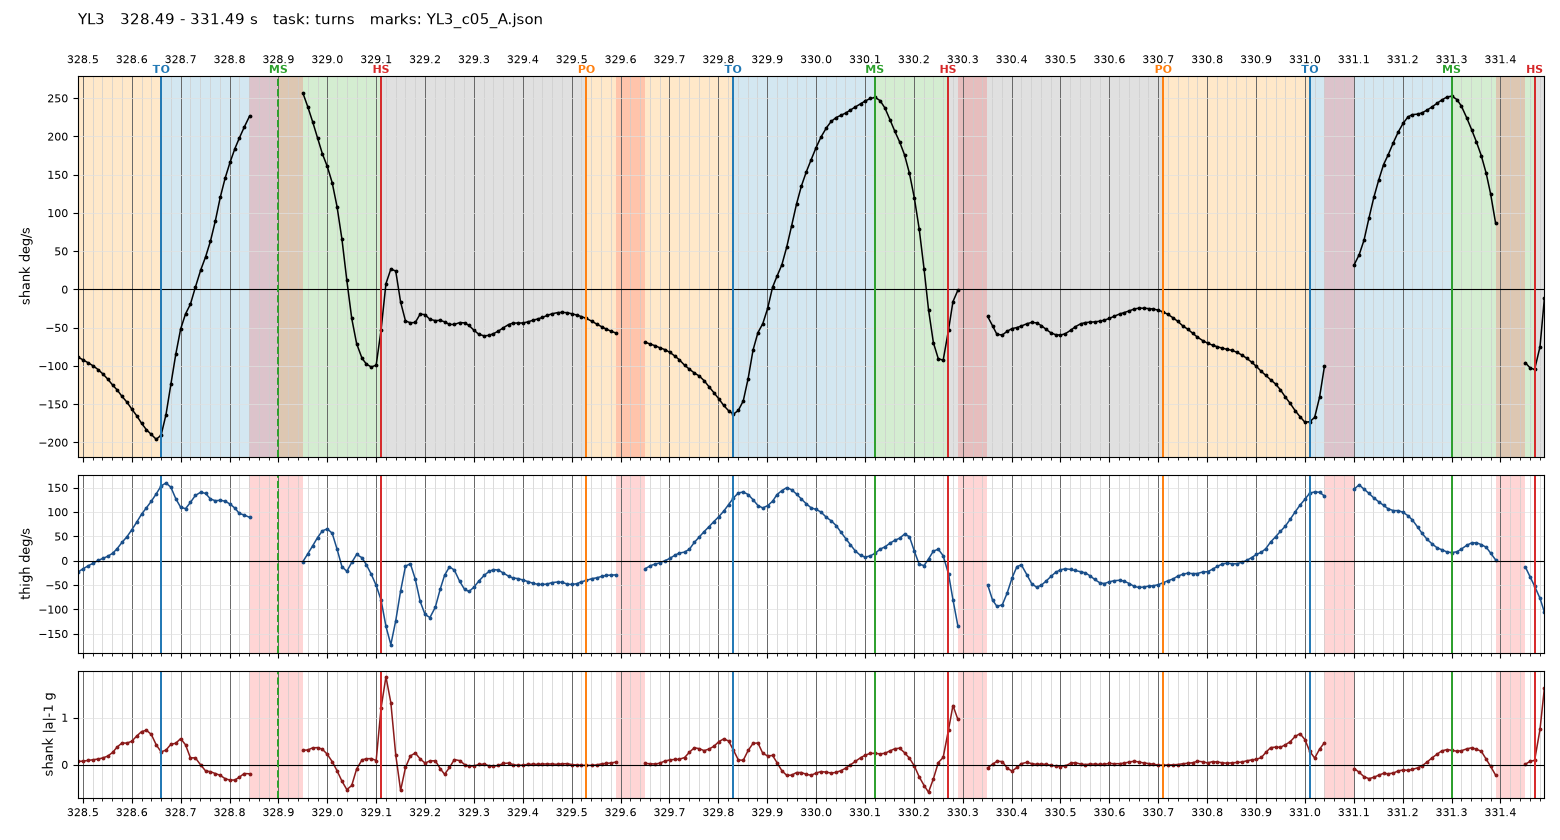 YL3   328.49 - 331.49 s   task: turns   marks: YL3_c05_A.json
328.5 328.6 328.7 328.8 328.9 329.0 329.1 329.2 329.3 329.4 329.5 329.6 329.7 329.8 329.9 330.0 330.1 330.2 330.3 330.4 330.5 330.6 330.7 330.8 330.9 331.0 331.1 331.2 331.3 331.4
TO MS HS PO TO MS HS PO TO MS HS
250
200
150
100
50
0
−50
−100
−150
−200
shank deg/s
150
100
50
0
−50
−100
−150
thigh deg/s
1
0
shank |a|-1 g
328.5 328.6 328.7 328.8 328.9 329.0 329.1 329.2 329.3 329.4 329.5 329.6 329.7 329.8 329.9 330.0 330.1 330.2 330.3 330.4 330.5 330.6 330.7 330.8 330.9 331.0 331.1 331.2 331.3 331.4